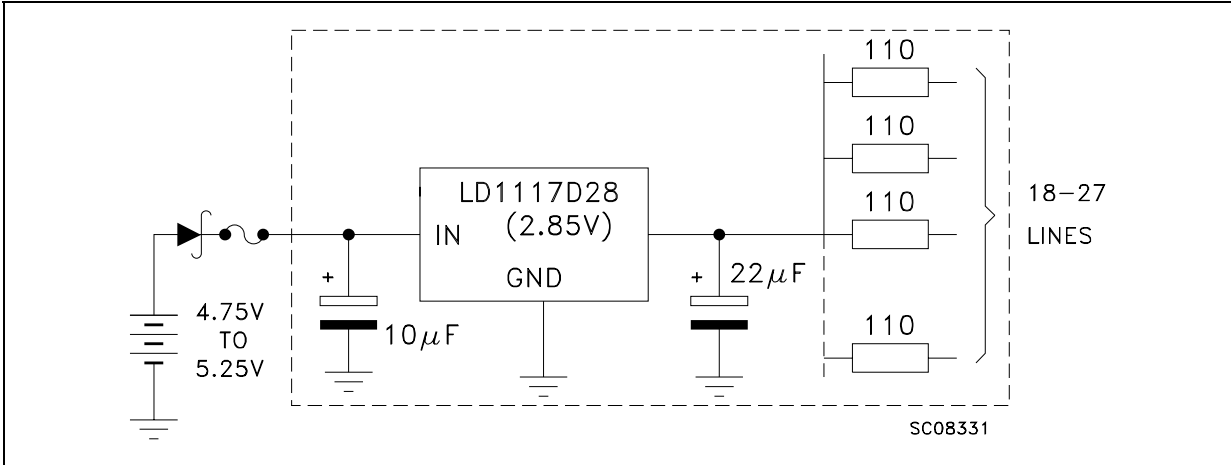 110
110
LD1117D28
(2.85V)
110
18-27
LINES
IN
GND
+
10µF
+
22µF
4.75V
TO
5.25V
110
SC08331